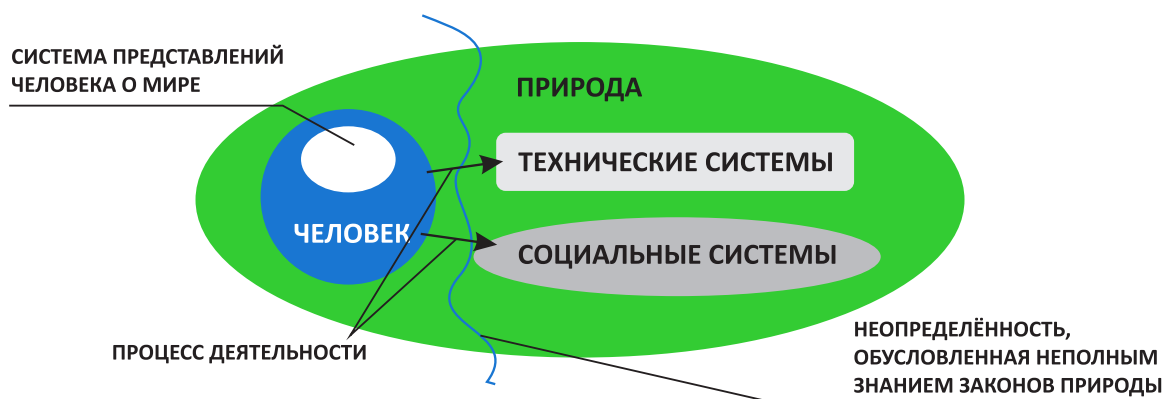 СИСТЕМА ПРЕДСТАВЛЕНИЙ
ЧЕЛОВЕКА О МИРЕ
ПРИРОДА
ТЕХНИЧЕСКИЕ СИСТЕМЫ
ЧЕЛОВЕК
СОЦИАЛЬНЫЕ СИСТЕМЫ
ПРОЦЕСС ДЕЯТЕЛЬНОСТИ
НЕОПРЕДЕЛЁННОСТЬ,
ОБУСЛОВЛЕННАЯ НЕПОЛНЫМ
ЗНАНИЕМ ЗАКОНОВ ПРИРОДЫ